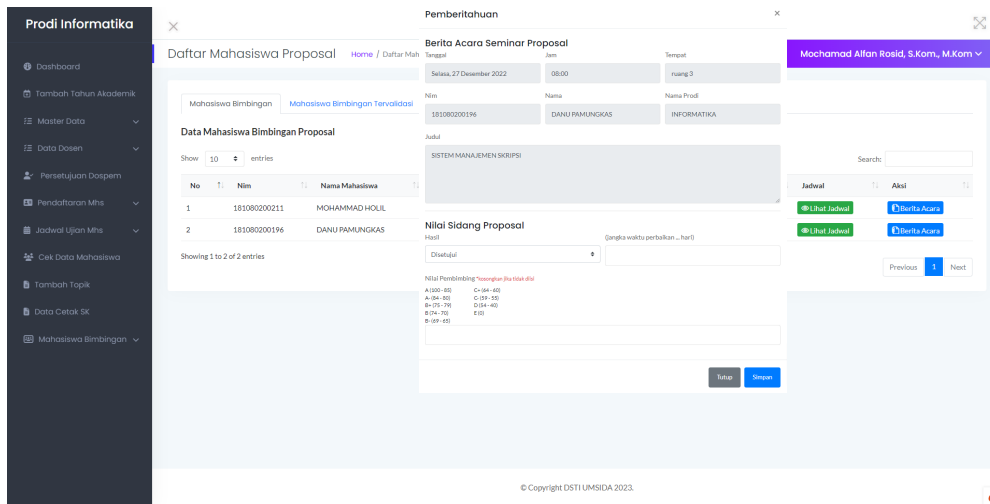 Prodi Informatika
Dashboard
Tambah Tahun Akademik
Master Data
Data Dosen
Persetujuan Dospem
Pendaftaran Mhs
Jadwal Ujian Mhs
Cek Data Mahasiswa
Tambah Topik
Data Cetak SK
Mahasiswa Bimbingan
Daftar Mahasiswa Proposal
Home / Daftar Mah
Mochamad Alfan Rosid, S.Kom., M.Kom
Mahasiswa Bimbingan
Mahasiswa Bimbingan Tervalidasi
Data Mahasiswa Bimbingan Proposal
Show 10 entries
Search:
No Nim Nama Mahasiswa Jadwal Aksi
1 181080200211 MOHAMMAD HOLIL Lihat Jadwal Berita Acara
2 181080200196 DANU PAMUNGKAS Lihat Jadwal Berita Acara
Showing 1 to 2 of 2 entries
Previous 1 Next
Pemberitahuan ×
Berita Acara Seminar Proposal
Tanggal Jam Tempat
Selasa, 27 Desember 2022 08:00 ruang 3
Nim Nama Nama Prodi
181080200196 DANU PAMUNGKAS INFORMATIKA
Judul
SISTEM MANAJEMEN SKRIPSI
Nilai Sidang Proposal
Hasil (jangka waktu perbaikan ... hari)
Disetujui
Nilai Pembimbing *kosongkan jika tidak diisi
A (100 - 85) C+ (64 - 60)
A- (84 - 80) C- (59 - 55)
B+ (75 - 79) D (54 - 40)
B (74 - 70) E (0)
B- (69 - 65)
Tutup Simpan
© Copyright DSTI UMSIDA 2023.